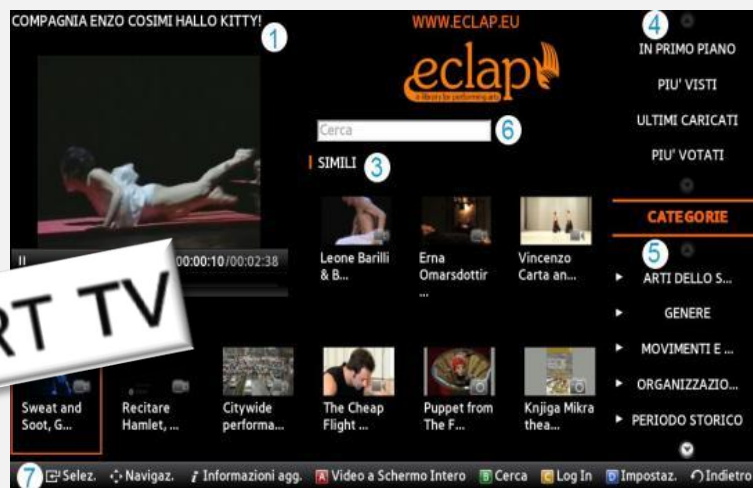 COMPAGNIA ENZO COSIMI HALLO KITTY!
1
00:00:10/00:02:38
RT TV
WWW.ECLAP.EU
eclap
a library for performing arts
Cerca
6
SIMILI
3
Leone Barilli
& B...
Erna
Omarsdottir
...
Vincenzo
Carta an...
Sweat and
Soot, G...
Recitare
Hamlet, ...
Citywide
performa...
The Cheap
Flight ...
Puppet from
The F...
Knjiga Mikra
thea...
4
IN PRIMO PIANO
PIU' VISTI
ULTIMI CARICATI
PIU' VOTATI
CATEGORIE
5
ARTI DELLO S...
GENERE
MOVIMENTI E ...
ORGANIZZAZIO...
PERIODO STORICO
7 Selez. Navigaz. i Informazioni agg. A Video a Schermo Intero B Cerca C Log In D Impostaz. Indietro